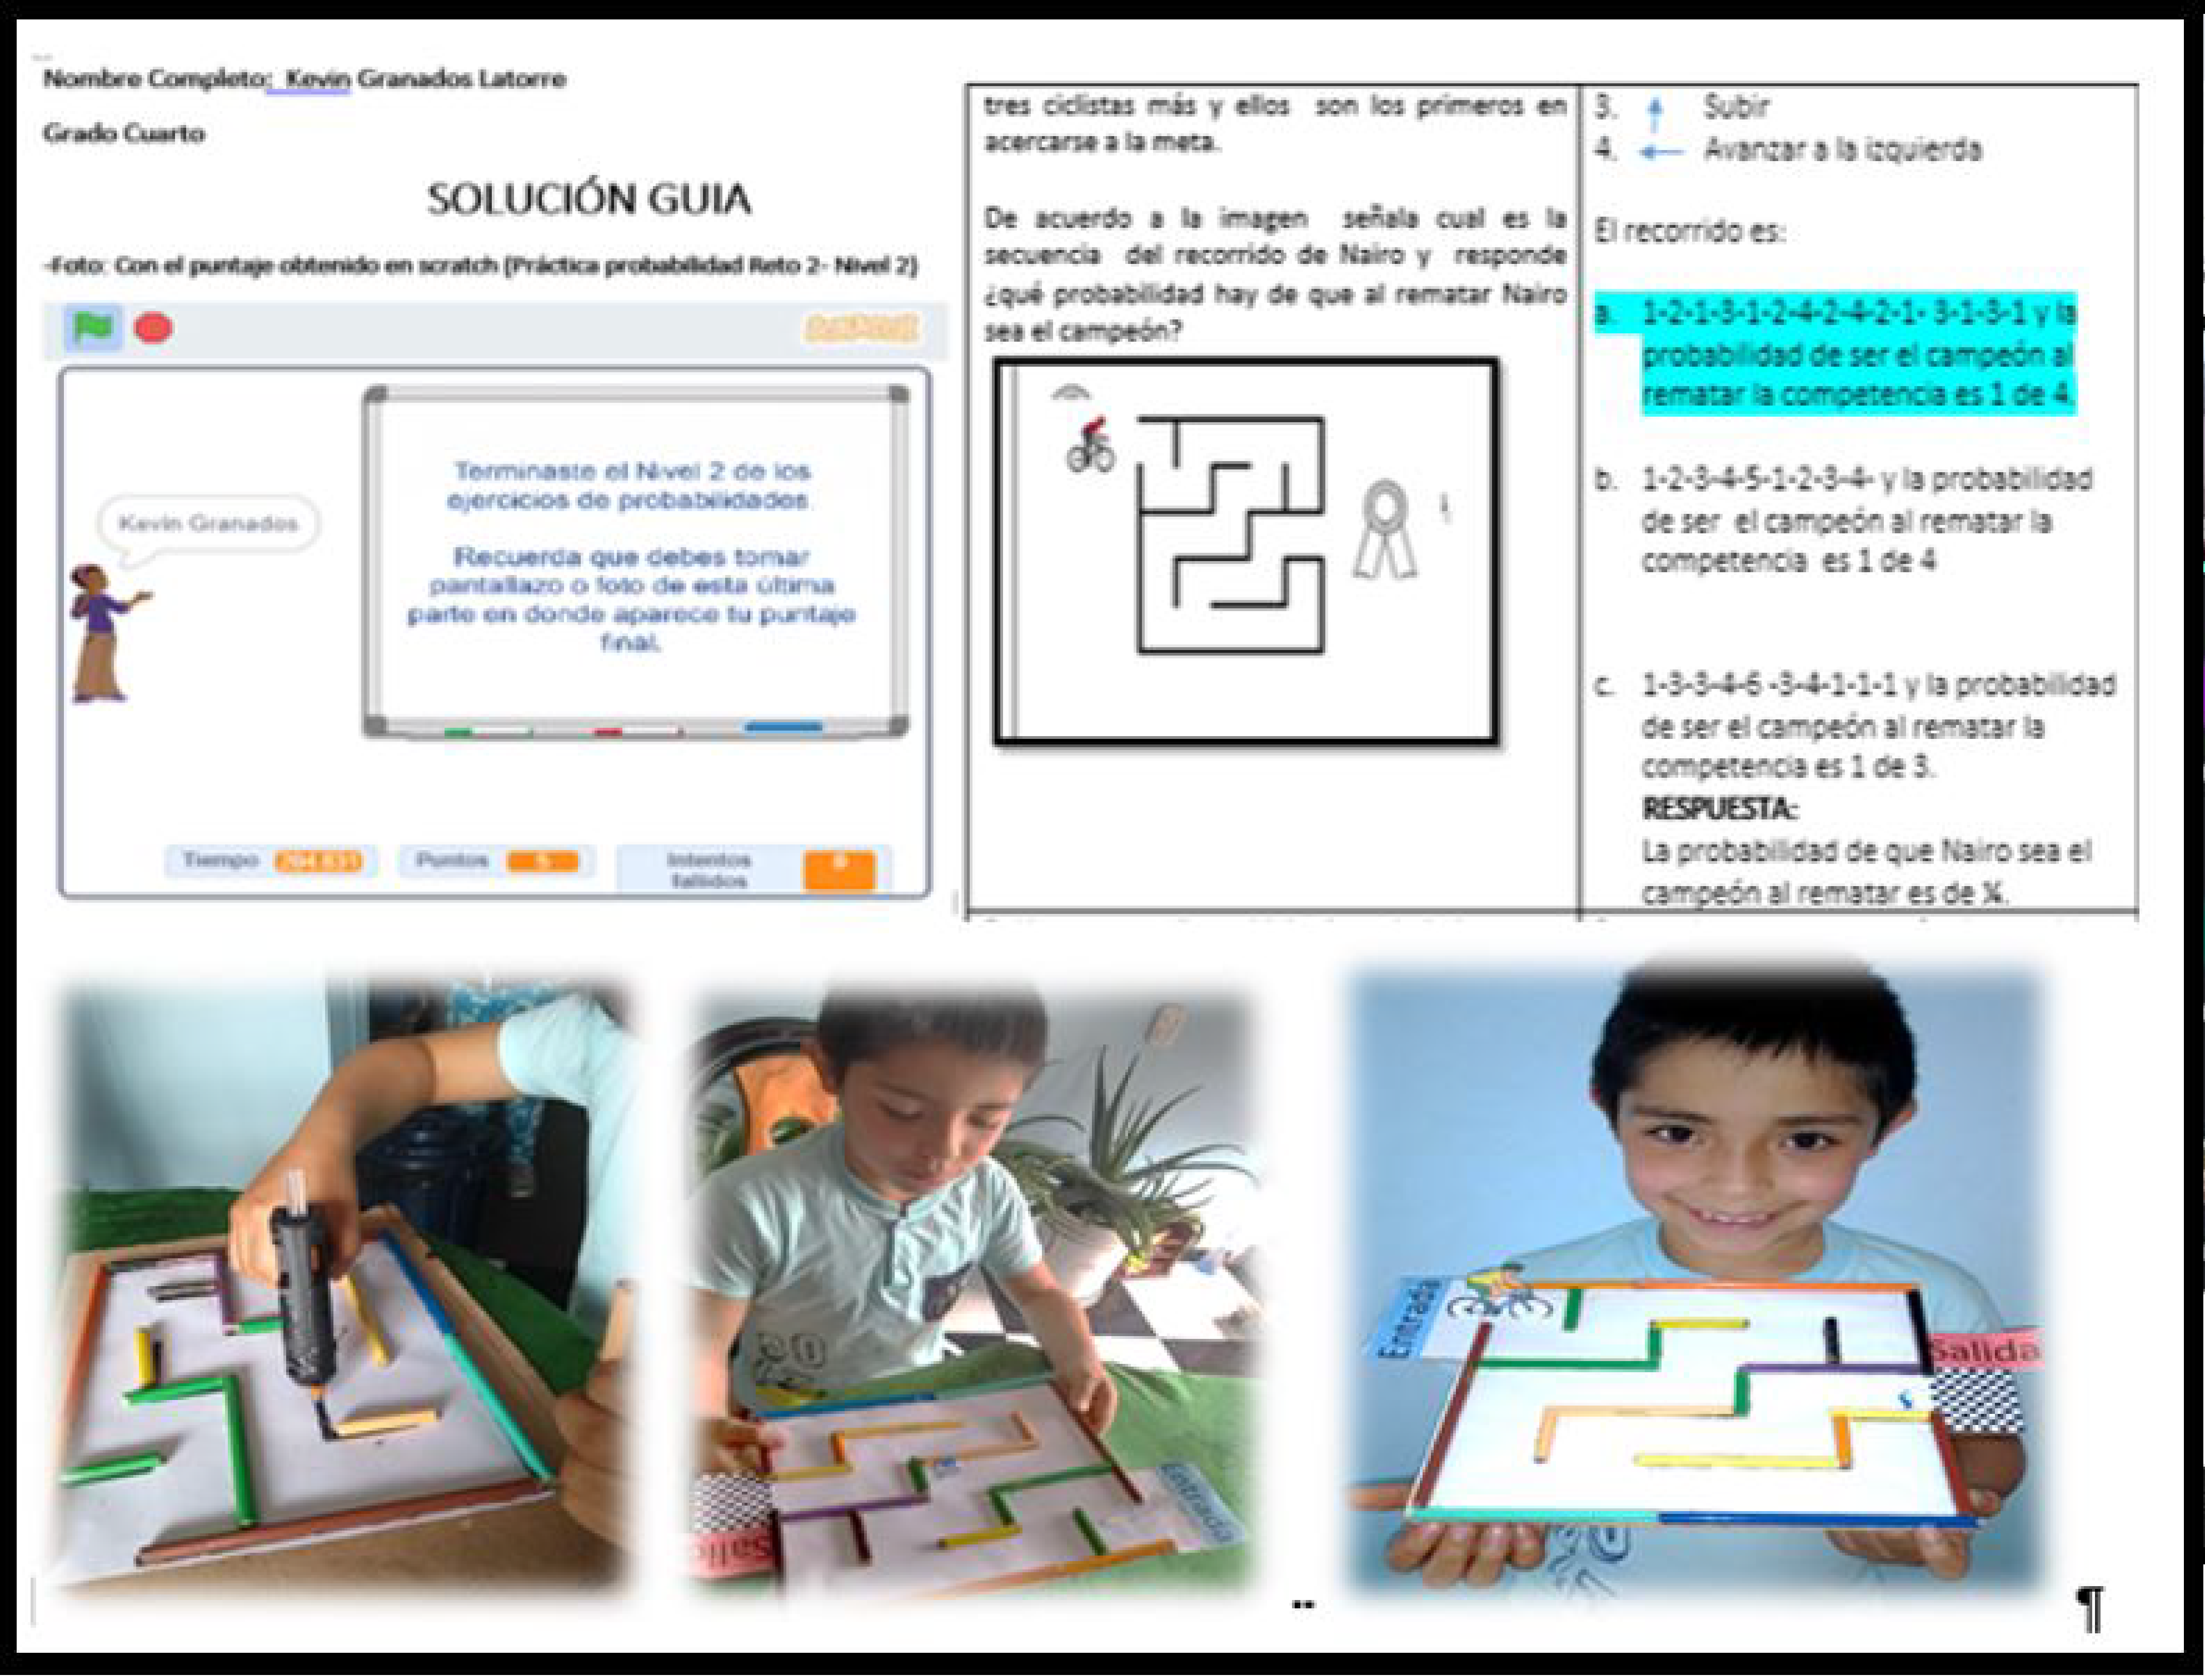 Nombre Completo: Kevin Granados Latorre
Grado Cuarto
SOLUCIÓN GUIA
-Foto: Con el puntaje obtenido en scratch (Práctica probabilidad Reto 2- Nivel 2)
Kevin Granados
Terminaste el Nivel 2 de los
ejercicios de probabilidades.
Recuerda que debes tomar
pantallazo o foto de esta última
parte en donde aparece tu puntaje
final.
Tiempo
Puntos 5
Intentos
fallidos
0
tres ciclistas más y ellos son los primeros en
acercarse a la meta.
De acuerdo a la imagen señala cual es la
secuencia del recorrido de Nairo y responde
¿qué probabilidad hay de que al rematar Nairo
sea el campeón?
3. ↑ Subir
4. ← Avanzar a la izquierda
El recorrido es:
a. 1-2-1-3-1-2-4-2-4-2-1- 3-1-3-1 y la
probabilidad de ser el campeón al
rematar la competencia es 1 de 4.
b. 1-2-3-4-5-1-2-3-4- y la probabilidad
de ser el campeón al rematar la
competencia es 1 de 4
c. 1-3-3-4-6 -3-4-1-1-1 y la probabilidad
de ser el campeón al rematar la
competencia es 1 de 3.
RESPUESTA:
La probabilidad de que Nairo sea el
campeón al rematar es de ¼.
Salida
Entrada
Entrada
Salida
¶